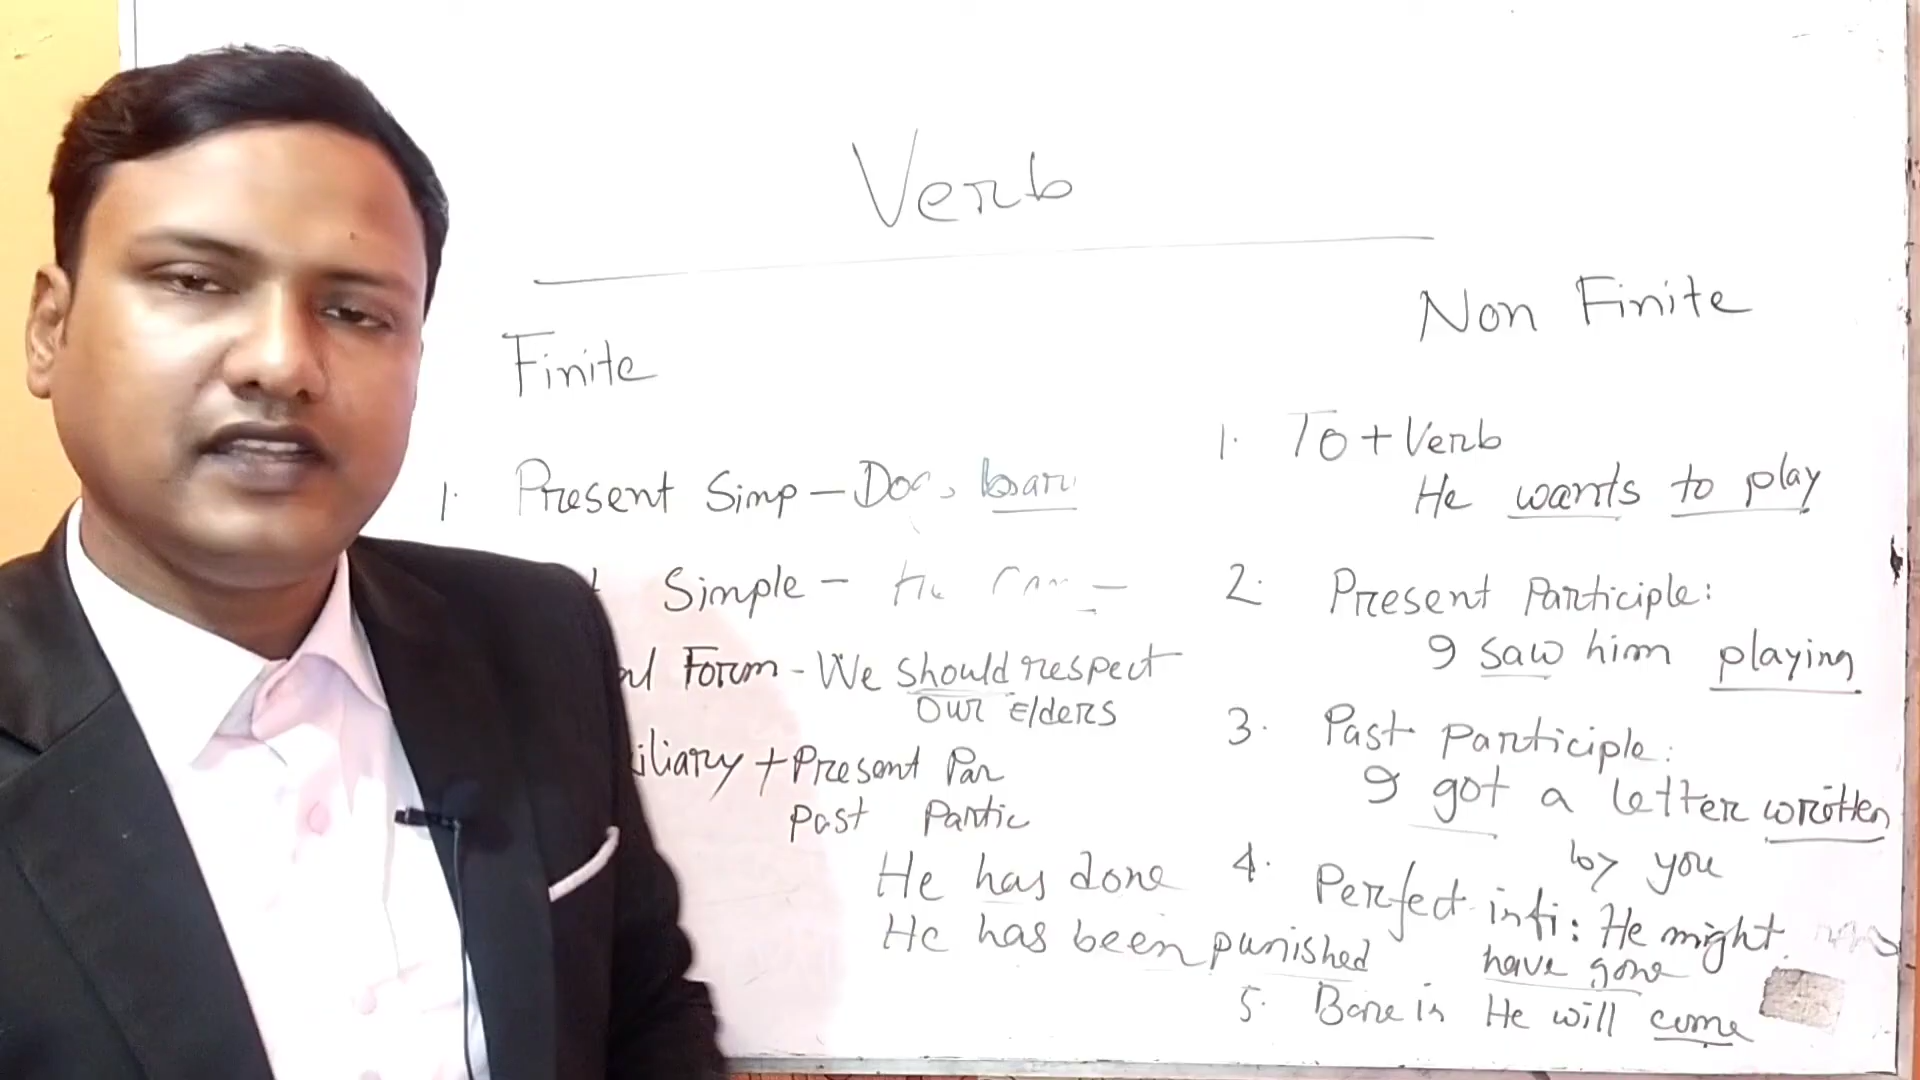 Verb
Finite
1. Present Simp -
Simple -
Form - We should respect
our Elders
iliary + Present Par
Past Partic
He has done
He has been punished
Non Finite
1. To + Verb
He wants to play
2. Present Participle:
I saw him playing
3. Past Participle:
I got a letter written
by you
4. Perfect infi: He might
have gone
5. Bare in He will come